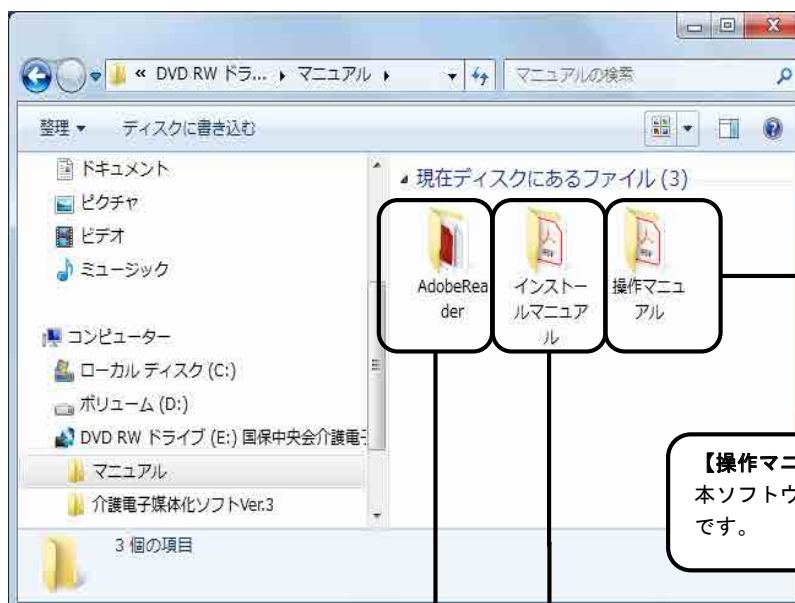 « DVD RW ドラ... ▸ マニュアル ▸
マニュアルの検索
整理 ▼ ディスクに書き込む
ドキュメント
ピクチャ
ビデオ
ミュージック
コンピューター
ローカル ディスク (C:)
ボリューム (D:)
DVD RW ドライブ (E:) 国保中央会介護電子
マニュアル
介護電子媒体化ソフトVer.3
現在ディスクにあるファイル (3)
AdobeRea
der
インストー
ルマニュア
ル
操作マニュ
アル
3 個の項目
【操作マニ
本ソフトウ
です。